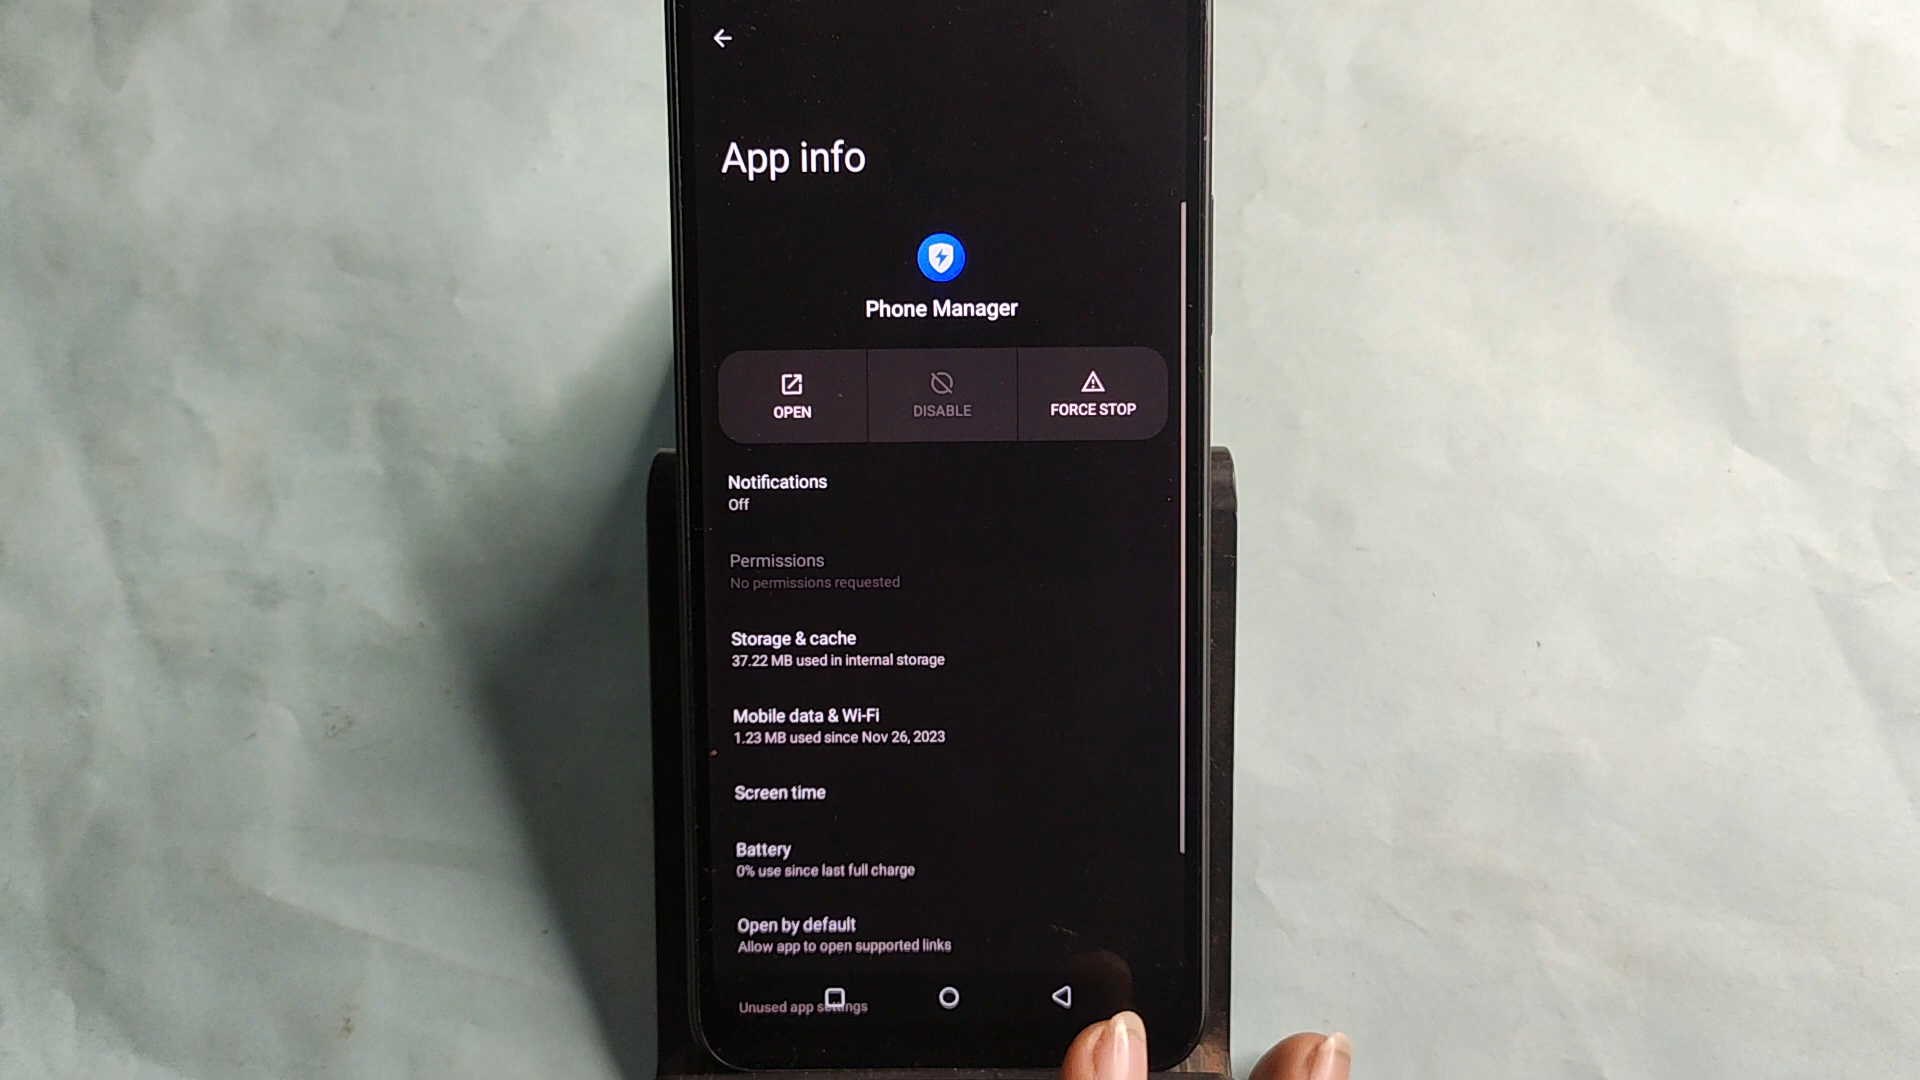 App info
Phone Manager
OPEN
DISABLE
FORCE STOP
Notifications
Off
Permissions
No permissions requested
Storage & cache
37.22 MB used in internal storage
Mobile data & Wi-Fi
1.23 MB used since Nov 26, 2023
Screen time
Battery
0% use since last full charge
Open by default
Allow app to open supported links
Unused app settings